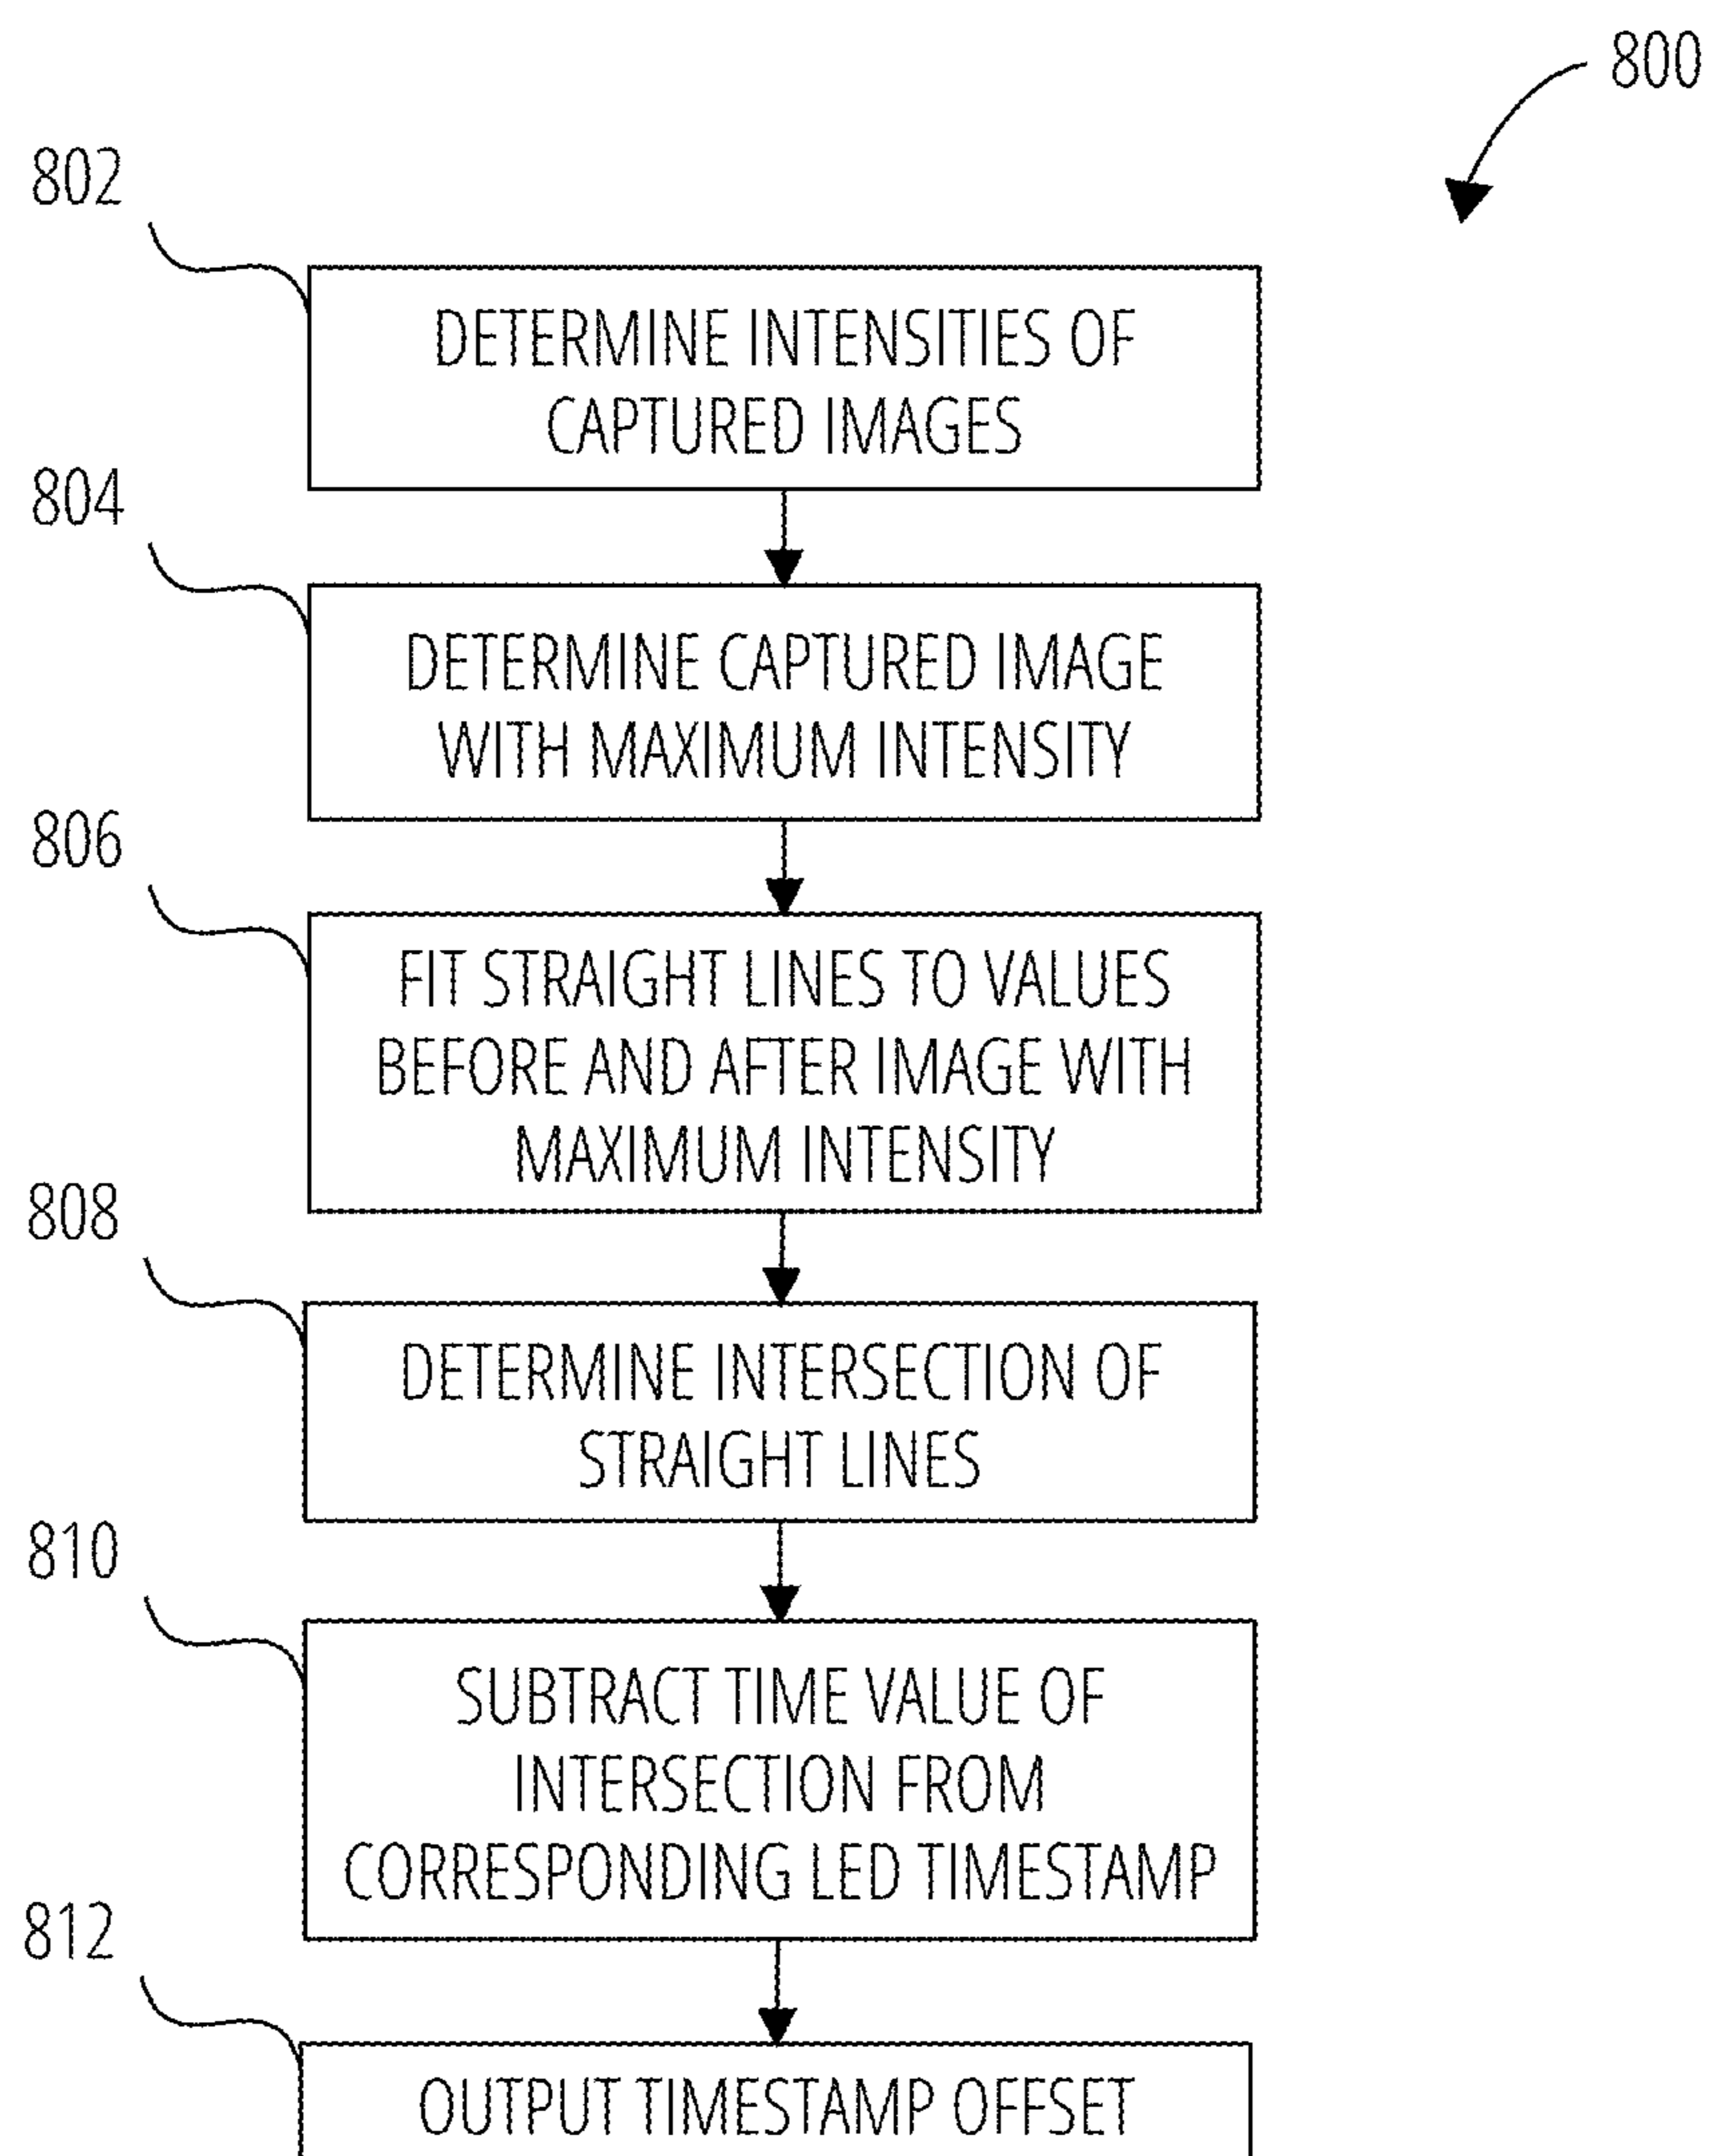 800
802
DETERMINE INTENSITIES OF
CAPTURED IMAGES
804
DETERMINE CAPTURED IMAGE
WITH MAXIMUM INTENSITY
806
FIT STRAIGHT LINES TO VALUES
BEFORE AND AFTER IMAGE WITH
MAXIMUM INTENSITY
808
DETERMINE INTERSECTION OF
STRAIGHT LINES
810
SUBTRACT TIME VALUE OF
INTERSECTION FROM
CORRESPONDING LED TIMESTAMP
812
OUTPUT TIMESTAMP OFFSET